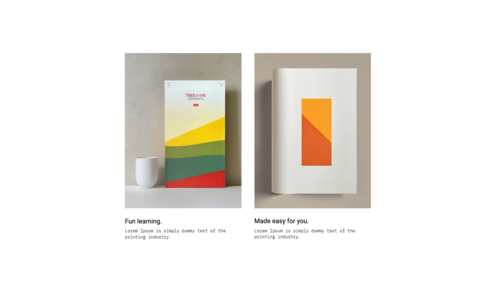 Fun learning.
Lorem Ipsum is simply dummy text of the
printing industry.
Made easy for you.
Lorem Ipsum is simply dummy text of the
printing industry.